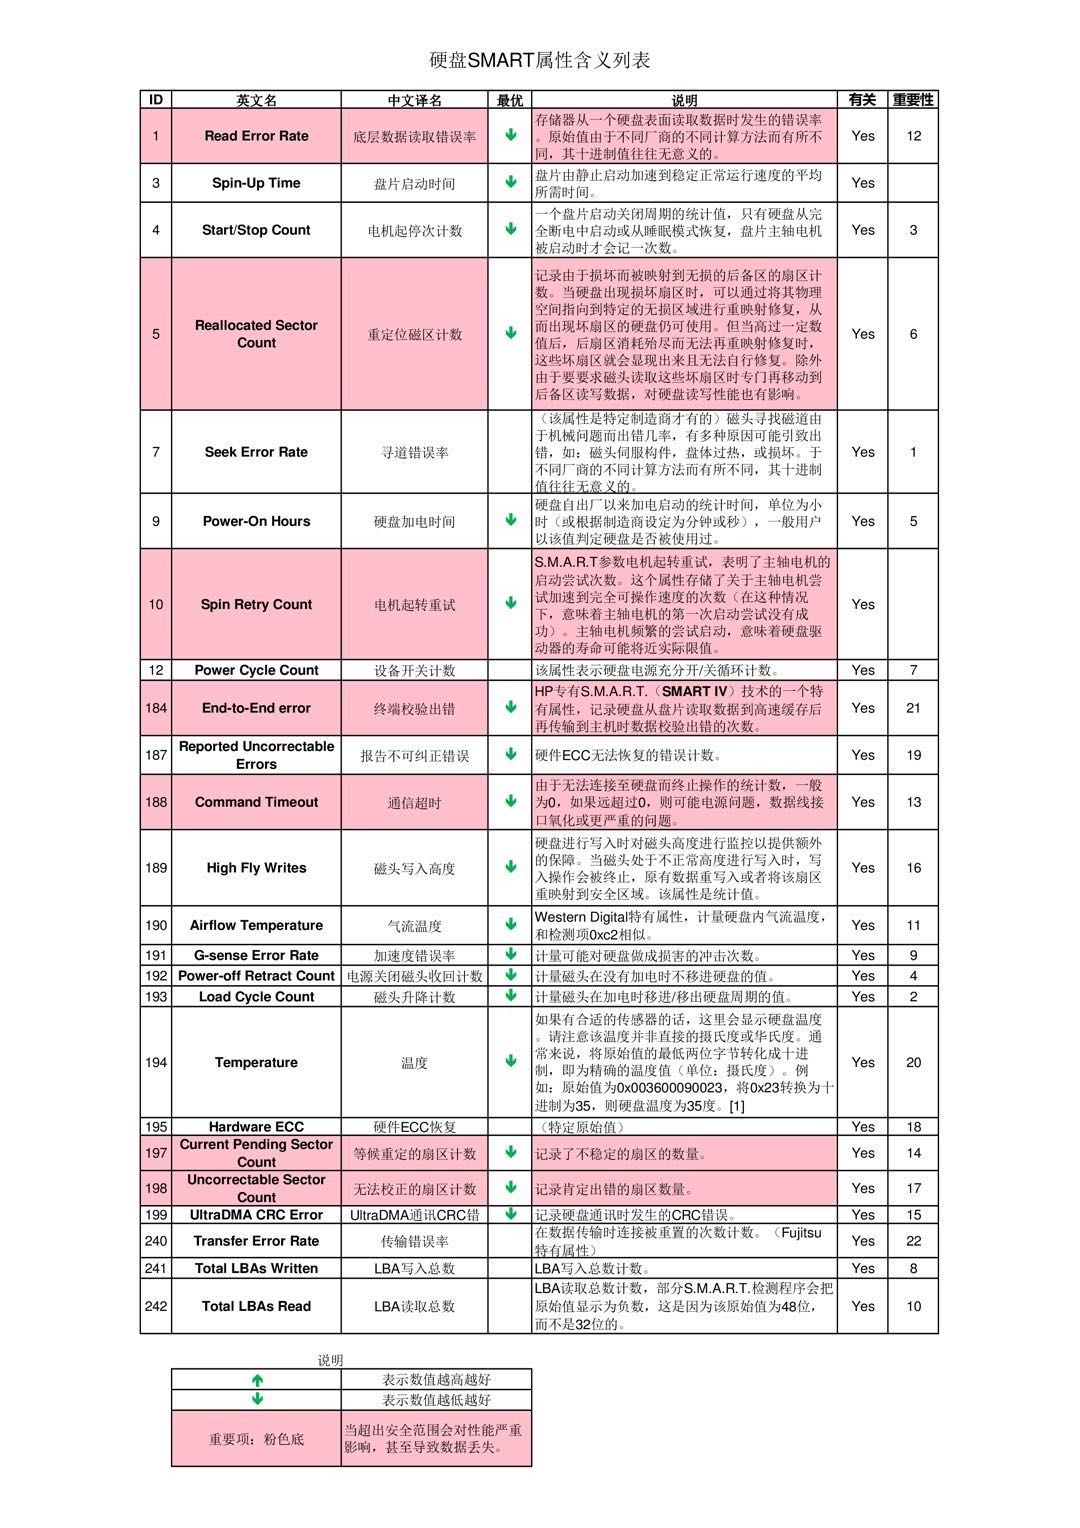 硬盘SMART属性含义列表
ID 英文名 中文译名 最优 说明 有关 重要性
1 Read Error Rate 底层数据读取错误率 存储器从一个硬盘表面读取数据时发生的错误率
。原始值由于不同厂商的不同计算方法而有所不
同，其十进制值往往无意义的。 Yes 12
3 Spin-Up Time 盘片启动时间 盘片由静止启动加速到稳定正常运行速度的平均
所需时间。 Yes
4 Start/Stop Count 电机起停次计数 一个盘片启动关闭周期的统计值，只有硬盘从完
全断电中启动或从睡眠模式恢复，盘片主轴电机
被启动时才会记一次数。 Yes 3
5 Reallocated Sector
Count 重定位磁区计数 记录由于损坏而被映射到无损的后备区的扇区计
数。当硬盘出现损坏扇区时，可以通过将其物理
空间指向到特定的无损区域进行重映射修复，从
而出现坏扇区的硬盘仍可使用。但当高过一定数
值后，后扇区消耗殆尽而无法再重映射修复时，
这些坏扇区就会显现出来且无法自行修复。除外
由于要要求磁头读取这些坏扇区时专门再移动到
后备区读写数据，对硬盘读写性能也有影响。 Yes 6
7 Seek Error Rate 寻道错误率 （该属性是特定制造商才有的）磁头寻找磁道由
于机械问题而出错几率，有多种原因可能引致出
错，如：磁头伺服构件，盘体过热，或损坏。于
不同厂商的不同计算方法而有所不同，其十进制
值往往无意义的。 Yes 1
9 Power-On Hours 硬盘加电时间 硬盘自出厂以来加电启动的统计时间，单位为小
时（或根据制造商设定为分钟或秒），一般用户
以该值判定硬盘是否被使用过。 Yes 5
10 Spin Retry Count 电机起转重试 S.M.A.R.T参数电机起转重试，表明了主轴电机的
启动尝试次数。这个属性存储了关于主轴电机尝
试加速到完全可操作速度的次数（在这种情况
下，意味着主轴电机的第一次启动尝试没有成
功）。主轴电机频繁的尝试启动，意味着硬盘驱
动器的寿命可能将近实际限值。 Yes
12 Power Cycle Count 设备开关计数 该属性表示硬盘电源充分开/关循环计数。 Yes 7
184 End-to-End error 终端校验出错 HP专有S.M.A.R.T.（SMART IV）技术的一个特
有属性，记录硬盘从盘片读取数据到高速缓存后
再传输到主机时数据校验出错的次数。 Yes 21
187 Reported Uncorrectable
Errors 报告不可纠正错误 硬件ECC无法恢复的错误计数。 Yes 19
188 Command Timeout 通信超时 由于无法连接至硬盘而终止操作的统计数，一般
为0，如果远超过0，则可能电源问题，数据线接
口氧化或更严重的问题。 Yes 13
189 High Fly Writes 磁头写入高度 硬盘进行写入时对磁头高度进行监控以提供额外
的保障。当磁头处于不正常高度进行写入时，写
入操作会被终止，原有数据重写入或者将该扇区
重映射到安全区域。该属性是统计值。 Yes 16
190 Airflow Temperature 气流温度 Western Digital特有属性，计量硬盘内气流温度，
和检测项0xc2相似。 Yes 11
191 G-sense Error Rate 加速度错误率 计量可能对硬盘做成损害的冲击次数。 Yes 9
192 Power-off Retract Count 电源关闭磁头收回计数 计量磁头在没有加电时不移进硬盘的值。 Yes 4
193 Load Cycle Count 磁头升降计数 计量磁头在加电时移进/移出硬盘周期的值。 Yes 2
194 Temperature 温度 如果有合适的传感器的话，这里会显示硬盘温度
。请注意该温度并非直接的摄氏度或华氏度。通
常来说，将原始值的最低两位字节转化成十进
制，即为精确的温度值（单位：摄氏度）。例
如：原始值为0x003600090023，将0x23转换为十
进制为35，则硬盘温度为35度。[1] Yes 20
195 Hardware ECC 硬件ECC恢复 （特定原始值） Yes 18
197 Current Pending Sector
Count 等候重定的扇区计数 记录了不稳定的扇区的数量。 Yes 14
198 Uncorrectable Sector
Count 无法校正的扇区计数 记录肯定出错的扇区数量。 Yes 17
199 UltraDMA CRC Error UltraDMA通讯CRC错 记录硬盘通讯时发生的CRC错误。 Yes 15
240 Transfer Error Rate 传输错误率 在数据传输时连接被重置的次数计数。（Fujitsu
特有属性） Yes 22
241 Total LBAs Written LBA写入总数 LBA写入总数计数。 Yes 8
242 Total LBAs Read LBA读取总数 LBA读取总数计数，部分S.M.A.R.T.检测程序会把
原始值显示为负数，这是因为该原始值为48位，
而不是32位的。 Yes 10
说明
表示数值越高越好
表示数值越低越好
重要项：粉色底 当超出安全范围会对性能严重
影响，甚至导致数据丢失。